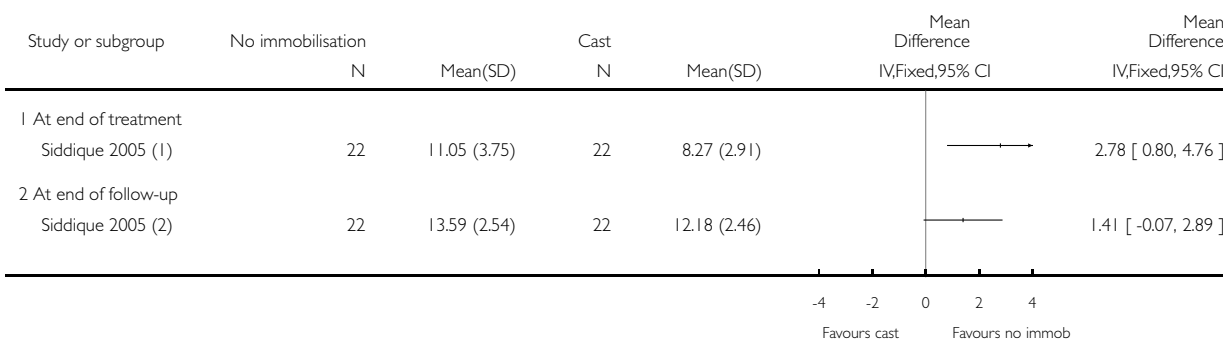 Study or subgroup No immobilisation Cast Mean Difference Mean Difference
N Mean(SD) N Mean(SD) IV,Fixed,95% CI IV,Fixed,95% CI
1 At end of treatment
Siddique 2005 (1) 22 11.05 (3.75) 22 8.27 (2.91) 2.78 [ 0.80, 4.76 ]
2 At end of follow-up
Siddique 2005 (2) 22 13.59 (2.54) 22 12.18 (2.46) 1.41 [ -0.07, 2.89 ]
-4 -2 0 2 4
Favours cast Favours no immob